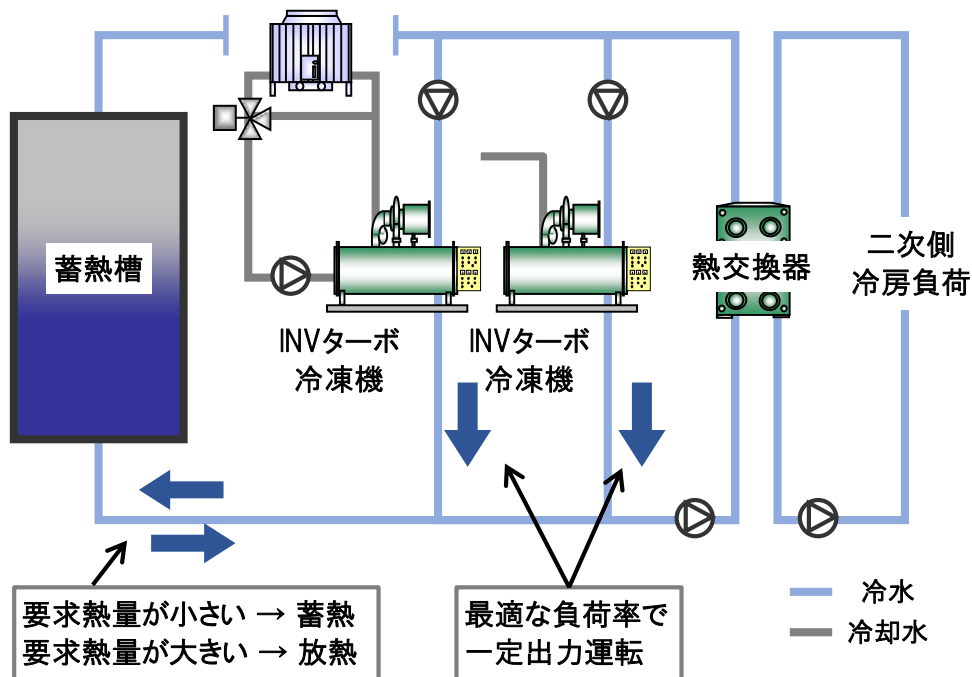 蓄熱槽
INVターボ
冷凍機
INVターボ
冷凍機
熱交換器
二次側
冷房負荷
要求熱量が小さい → 蓄熱
要求熱量が大きい → 放熱
最適な負荷率で
一定出力運転
冷水
冷却水